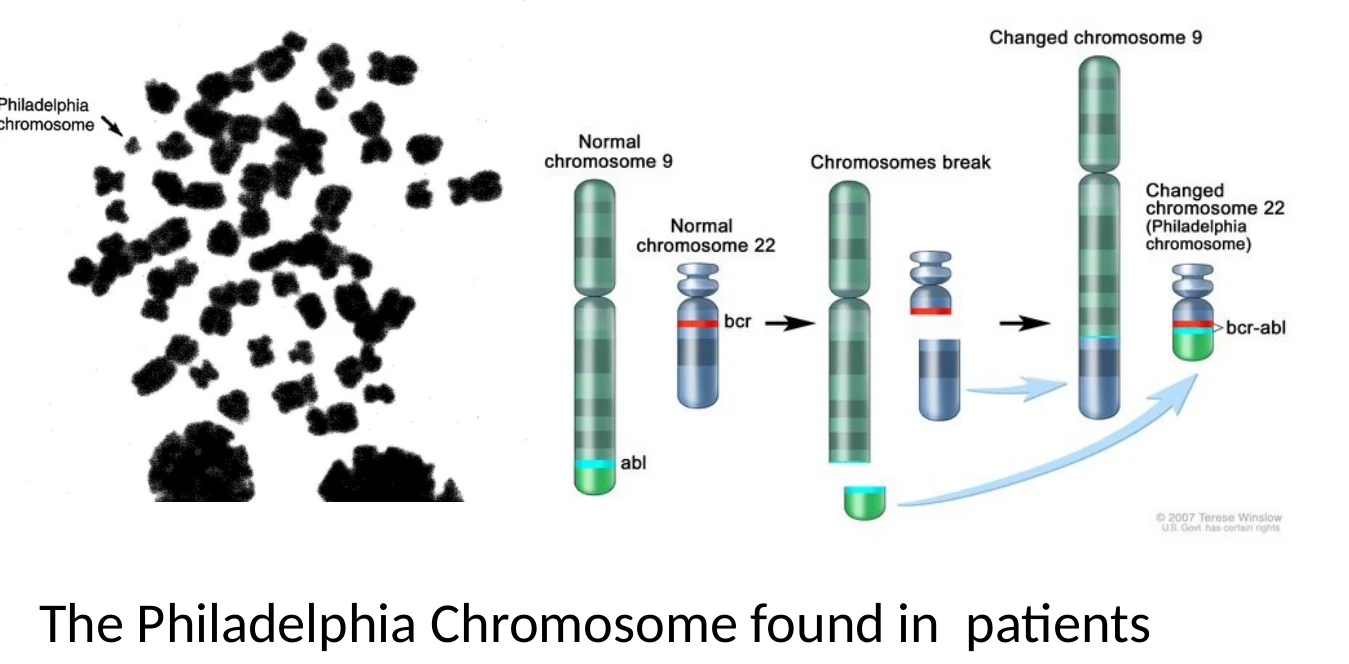 Philadelphia
chromosome
Normal
chromosome 9
Normal
chromosome 22
bcr
abl
Chromosomes break
Changed chromosome 9
Changed
chromosome 22
(Philadelphia
chromosome)
bcr-abl
© 2007 Terese Winslow
U.S. Govt. has certain rights
The Philadelphia Chromosome found in  patients